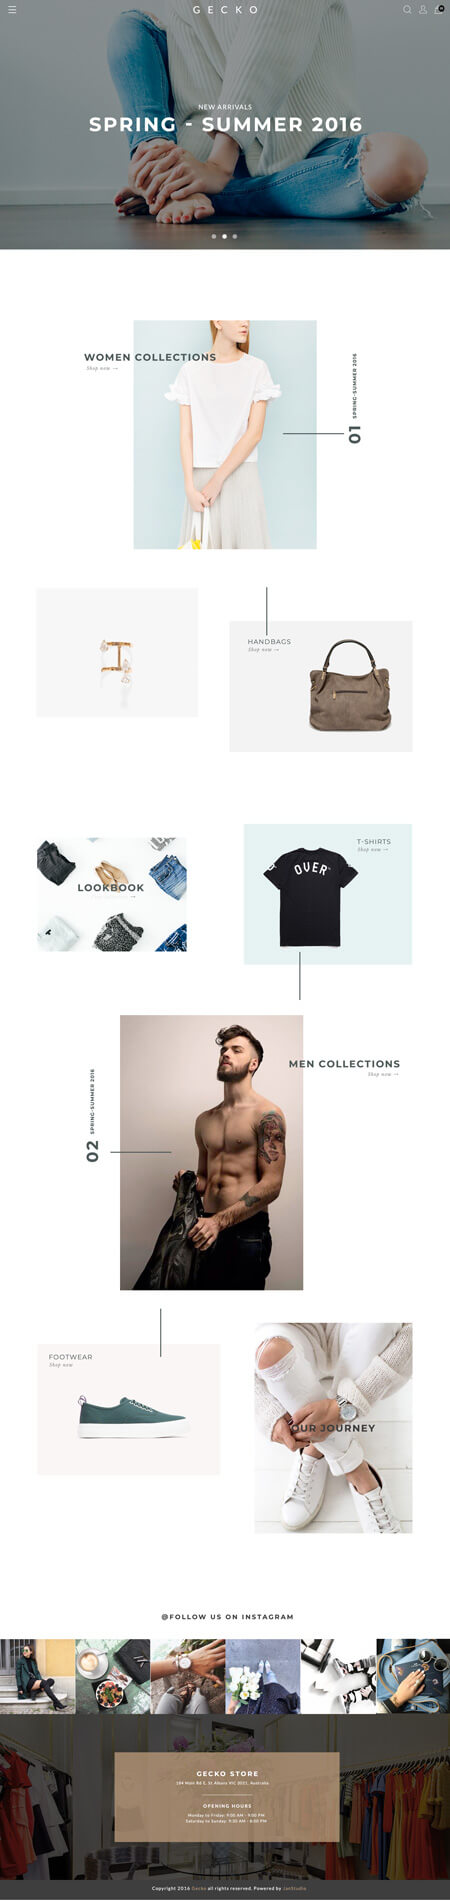 GECKO
NEW ARRIVALS
SPRING - SUMMER 2016
WOMEN COLLECTIONS
Shop now →
SPRING-SUMMER 2016
01
HANDBAGS
Shop now →
LOOKBOOK
T-SHIRTS
Shop now →
OVER
MEN COLLECTIONS
Shop now →
SPRING-SUMMER 2016
02
FOOTWEAR
Shop now
OUR JOURNEY
@FOLLOW US ON INSTAGRAM
GECKO STORE
184 Main Rd E, St Albans VIC 3021, Australia
OPENING HOURS
Monday to Friday: 9:00 AM - 9:00 PM
Saturday to Sunday: 9:00 AM - 6:00 PM
Copyright 2016 Gecko all rights reserved. Powered by JanStudio